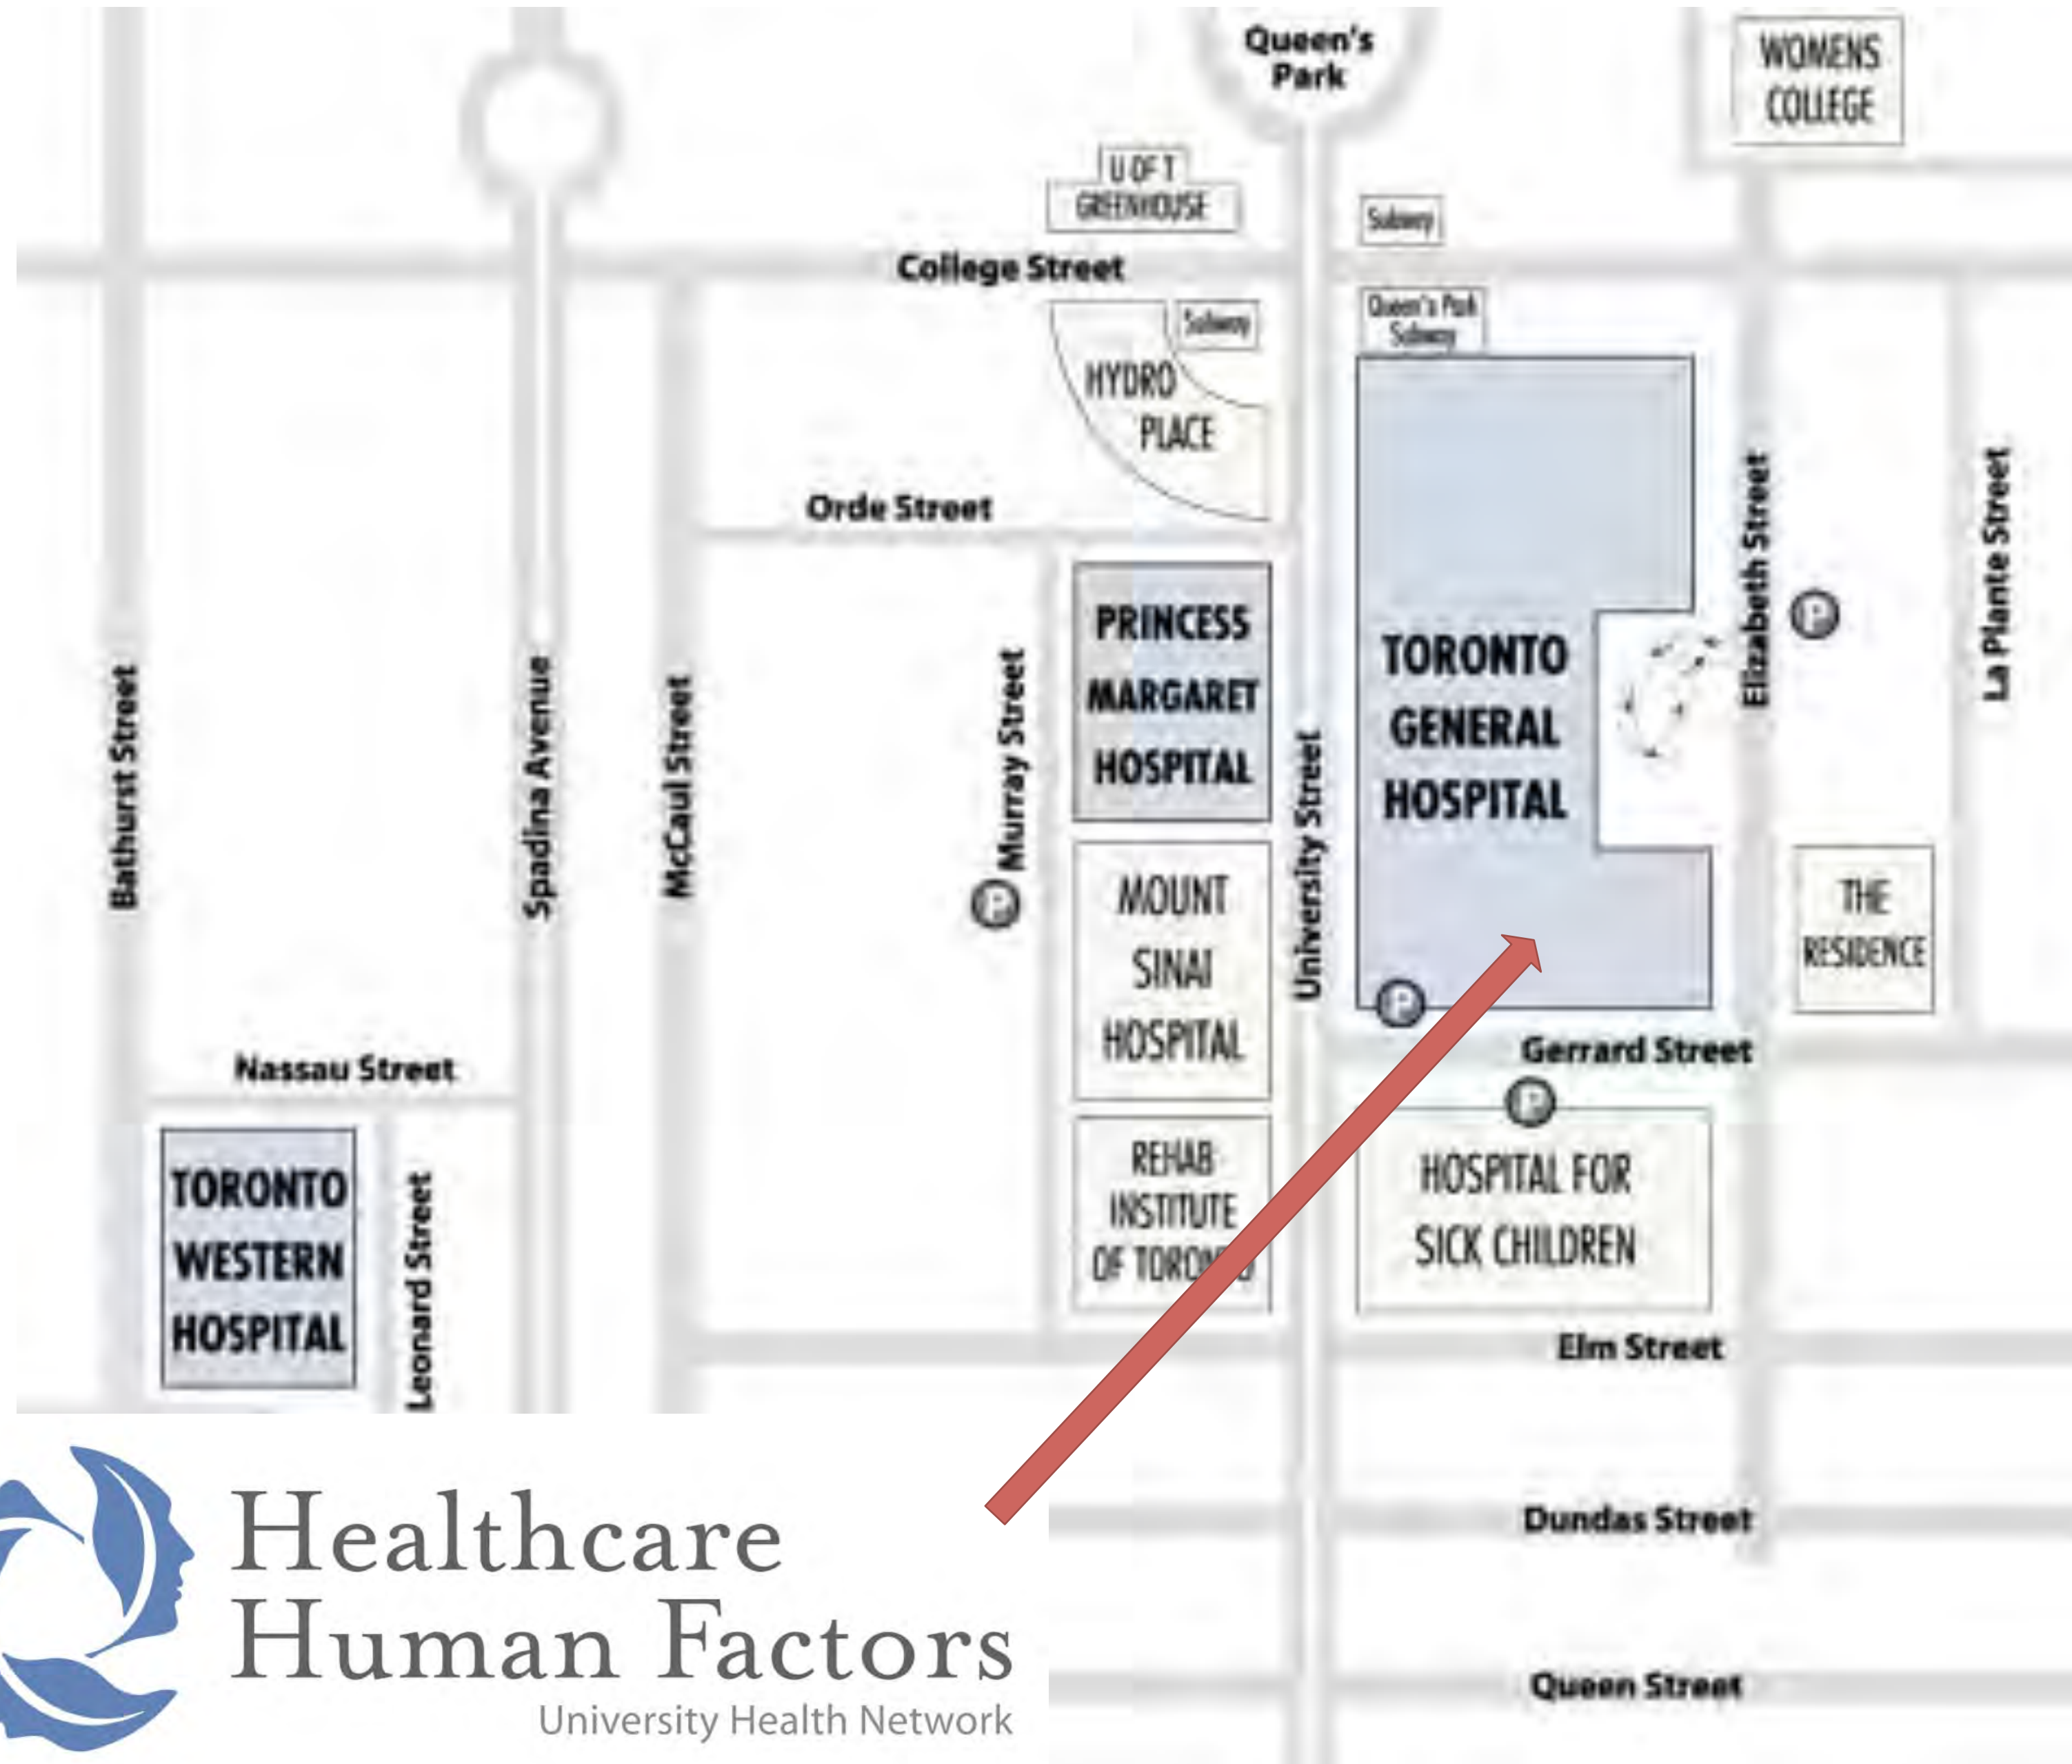 Queen's
Park
WOMENS
COLLEGE
U OF T
GREENHOUSE
Subway
College Street
Queen's Park
Subway
Subway
HYDRO
PLACE
Orde Street
PRINCESS
MARGARET
HOSPITAL
TORONTO
GENERAL
HOSPITAL
Bathurst Street
Spadina Avenue
McCaul Street
Murray Street
University Street
Elizabeth Street
La Plante Street
P
P
P
P
MOUNT
SINAI
HOSPITAL
THE
RESIDENCE
Gerrard Street
Nassau Street
TORONTO
WESTERN
HOSPITAL
Leonard Street
REHAB
INSTITUTE
OF TORONTO
HOSPITAL FOR
SICK CHILDREN
Elm Street
Dundas Street
Queen Street
Healthcare
Human Factors
University Health Network